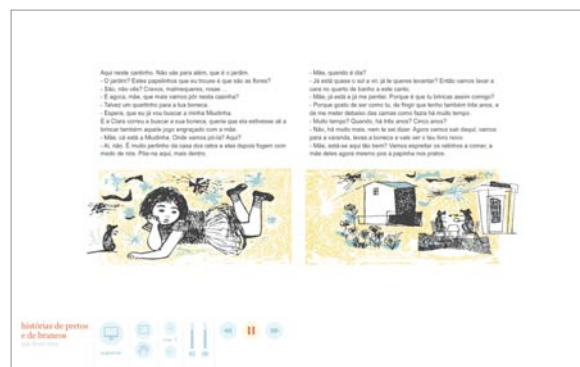 Aqui neste cantinho. Não vás para além, que é o jardim.
- O jardim? Estes papelinhos que eu trouxe é que são as flores?
- São, não vês? Cravos, malmequeres, rosas ...
- E agora, mãe, que mais vamos pôr nesta casinha?
- Talvez um quartinho para a tua boneca.
- Espera, que eu já vou buscar a minha Miudinha.
E a Clara correu a buscar a sua boneca, queria que ela estivesse ali a
brincar também aquele jogo engraçado com a mãe.
- Mãe, cá está a Miudinha. Onde vamos pô-la? Aqui?
- Ai, não. É muito pertinho da casa dos ratos e eles depois fogem com
medo de nós. Põe-na aqui, mais dentro.
- Mãe, quando é dia?
- Já está quase o sol a vir, já te queres levantar? Então vamos lavar a
cara no quarto de banho a este canto.
- Mãe, já está e já me penteei. Porque é que tu brincas assim comigo?
- Porque gosto de ser como tu, de fingir que tenho também três anos, e
de me meter debaixo das camas como fazia há muito tempo.
- Muito tempo? Quando, há três anos? Cinco anos?
- Não, há muito mais, nem te sei dizer. Agora vamos sair daqui, vamos
para a varanda, levas a boneca e vais ver o teu livro novo.
- Mãe, está-se aqui tão bem? Vamos espreitar os ratinhos a comer, a
mãe deles agora mesmo pôs a papinha nos pratos.
histórias de pretos
e de brancos